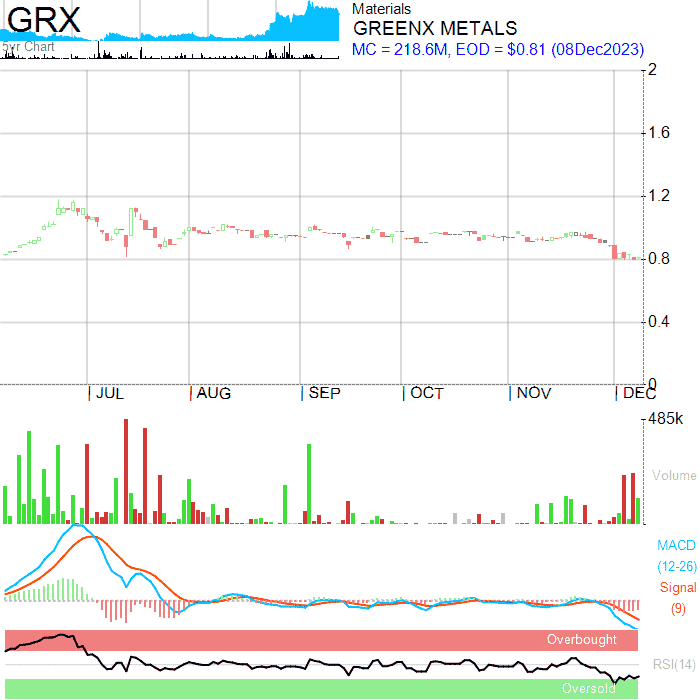 GRX
5yr Chart
Materials
GREENX METALS
MC = 218.6M, EOD = $0.81 (08Dec2023)
2
1.6
1.2
0.8
0.4
0
JUL AUG SEP OCT NOV DEC
485k
Volume
MACD
(12-26)
Signal
(9)
Overbought
RSI(14)
Oversold